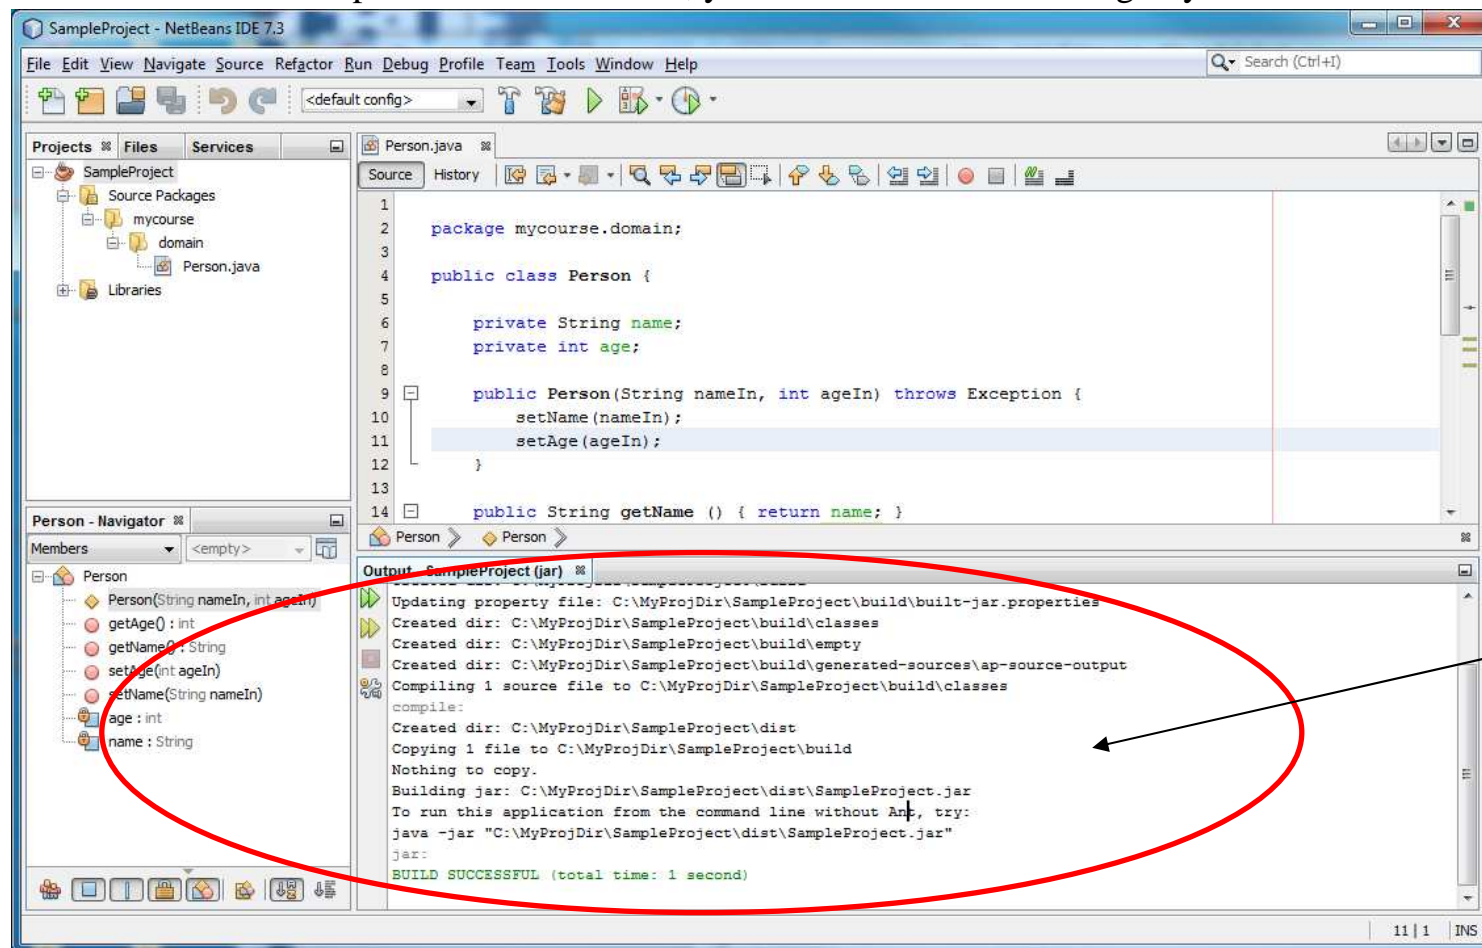 SampleProject - NetBeans IDE 7.3
File Edit View Navigate Source Refactor Run Debug Profile Team Tools Window Help
Search (Ctrl+I)
<default config>
Projects Files Services
SampleProject
Source Packages
mycourse
domain
Person.java
Libraries
Person.java
Source History
1
2 package mycourse.domain;
3
4 public class Person {
5
6 private String name;
7 private int age;
8
9 public Person(String nameIn, int ageIn) throws Exception {
10 setName(nameIn);
11 setAge(ageIn);
12 }
13
14 public String getName () { return name; }
Person Person
Person - Navigator
Members <empty>
Person
Person(String nameIn, int ageIn)
getAge() : int
getName() : String
setAge(int ageIn)
setName(String nameIn)
age : int
name : String
Output - SampleProject (jar)
Updating property file: C:\MyProjDir\SampleProject\build\built-jar.properties
Created dir: C:\MyProjDir\SampleProject\build\classes
Created dir: C:\MyProjDir\SampleProject\build\empty
Created dir: C:\MyProjDir\SampleProject\build\generated-sources\ap-source-output
Compiling 1 source file to C:\MyProjDir\SampleProject\build\classes
compile:
Created dir: C:\MyProjDir\SampleProject\dist
Copying 1 file to C:\MyProjDir\SampleProject\build
Nothing to copy.
Building jar: C:\MyProjDir\SampleProject\dist\SampleProject.jar
To run this application from the command line without Ant, try:
java -jar "C:\MyProjDir\SampleProject\dist\SampleProject.jar"
jar:
BUILD SUCCESSFUL (total time: 1 second)
11 | 1 INS